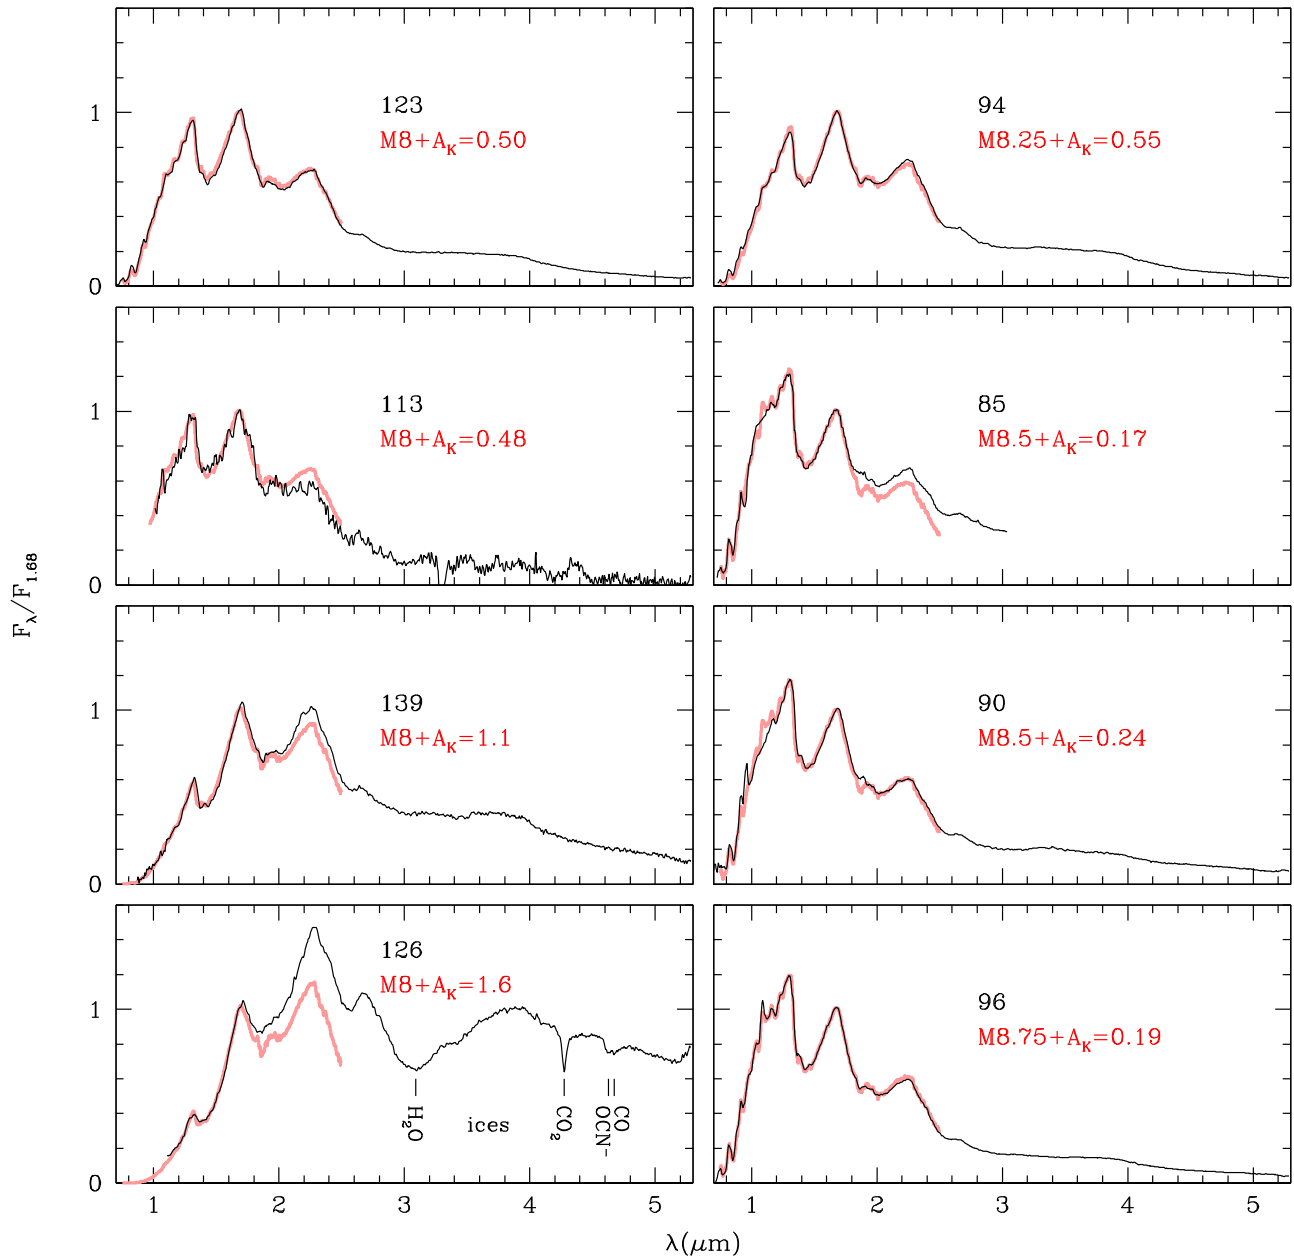 123
M8+A_K=0.50
94
M8.25+A_K=0.55
1
0
113
M8+A_K=0.48
85
M8.5+A_K=0.17
1
0
F_λ/F_1.68
139
M8+A_K=1.1
90
M8.5+A_K=0.24
1
0
126
M8+A_K=1.6
96
M8.75+A_K=0.19
1
H₂O
ices
CO₂
OCN-
CO
0
1 2 3 4 5 1 2 3 4 5
λ(μm)